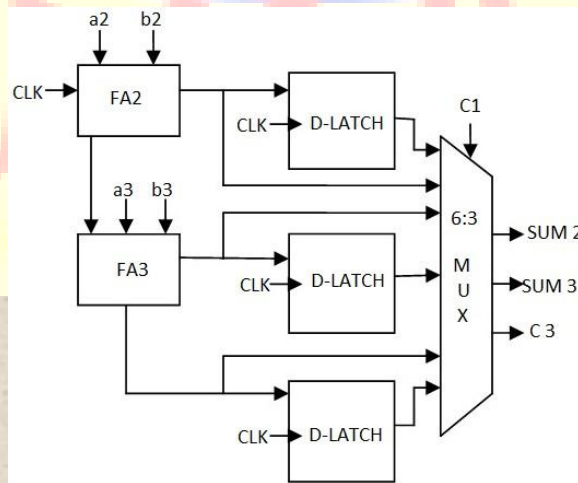 a2 b2
CLK
FA2
CLK
D-LATCH
C1
a3 b3
6:3
SUM 2
FA3
CLK
D-LATCH
M
U
X
SUM 3
C 3
CLK
D-LATCH